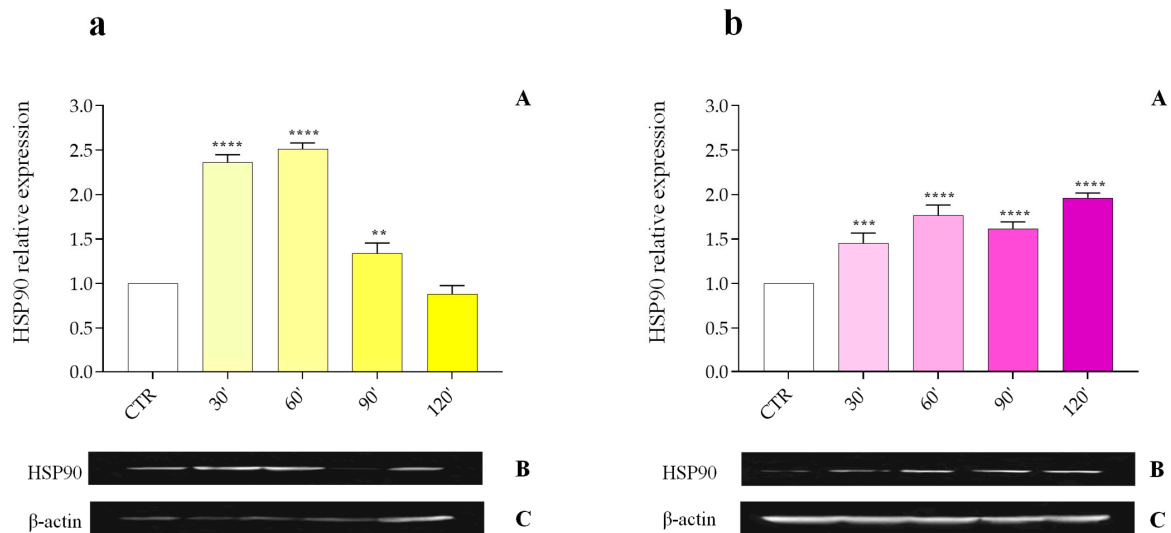 a
A
HSP90 relative expression
3.0
2.5
2.0
1.5
1.0
0.5
0.0
****
****
**
CTR
30'
60'
90'
120'
HSP90
B
β-actin
C
b
A
HSP90 relative expression
3.0
2.5
2.0
1.5
1.0
0.5
0.0
***
****
****
****
CTR
30'
60'
90'
120'
HSP90
B
β-actin
C